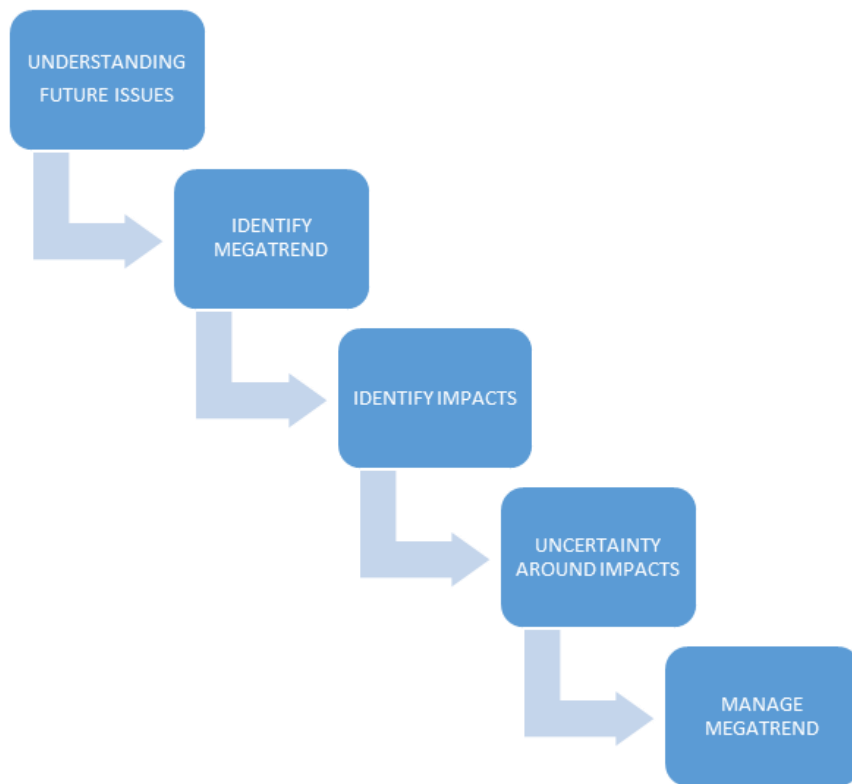 UNDERSTANDING
FUTURE ISSUES
IDENTIFY
MEGATREND
IDENTIFY IMPACTS
UNCERTAINTY
AROUND IMPACTS
MANAGE
MEGATREND